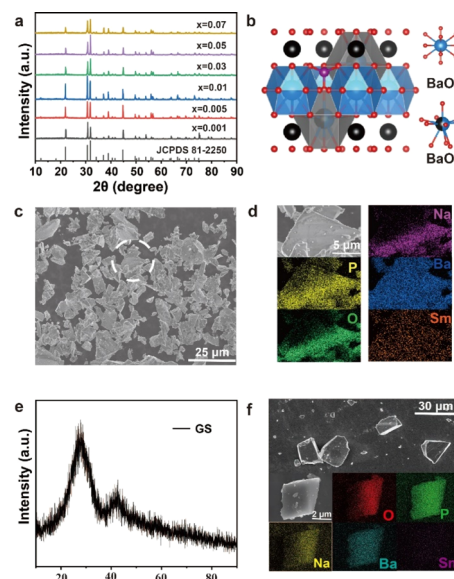 a
x=0.07
x=0.05
x=0.03
x=0.01
x=0.005
x=0.001
JCPDS 81-2250
Intensity (a.u.)
10 20 30 40 50 60 70 80 90
2θ (degree)
b
BaO
BaO
c
25 μm
d
5 μm
Na
P
Ba
O
Sm
e
GS
Intensity (a.u.)
20 40 60 80
f
30 μm
2 μm
O
P
Na
Ba